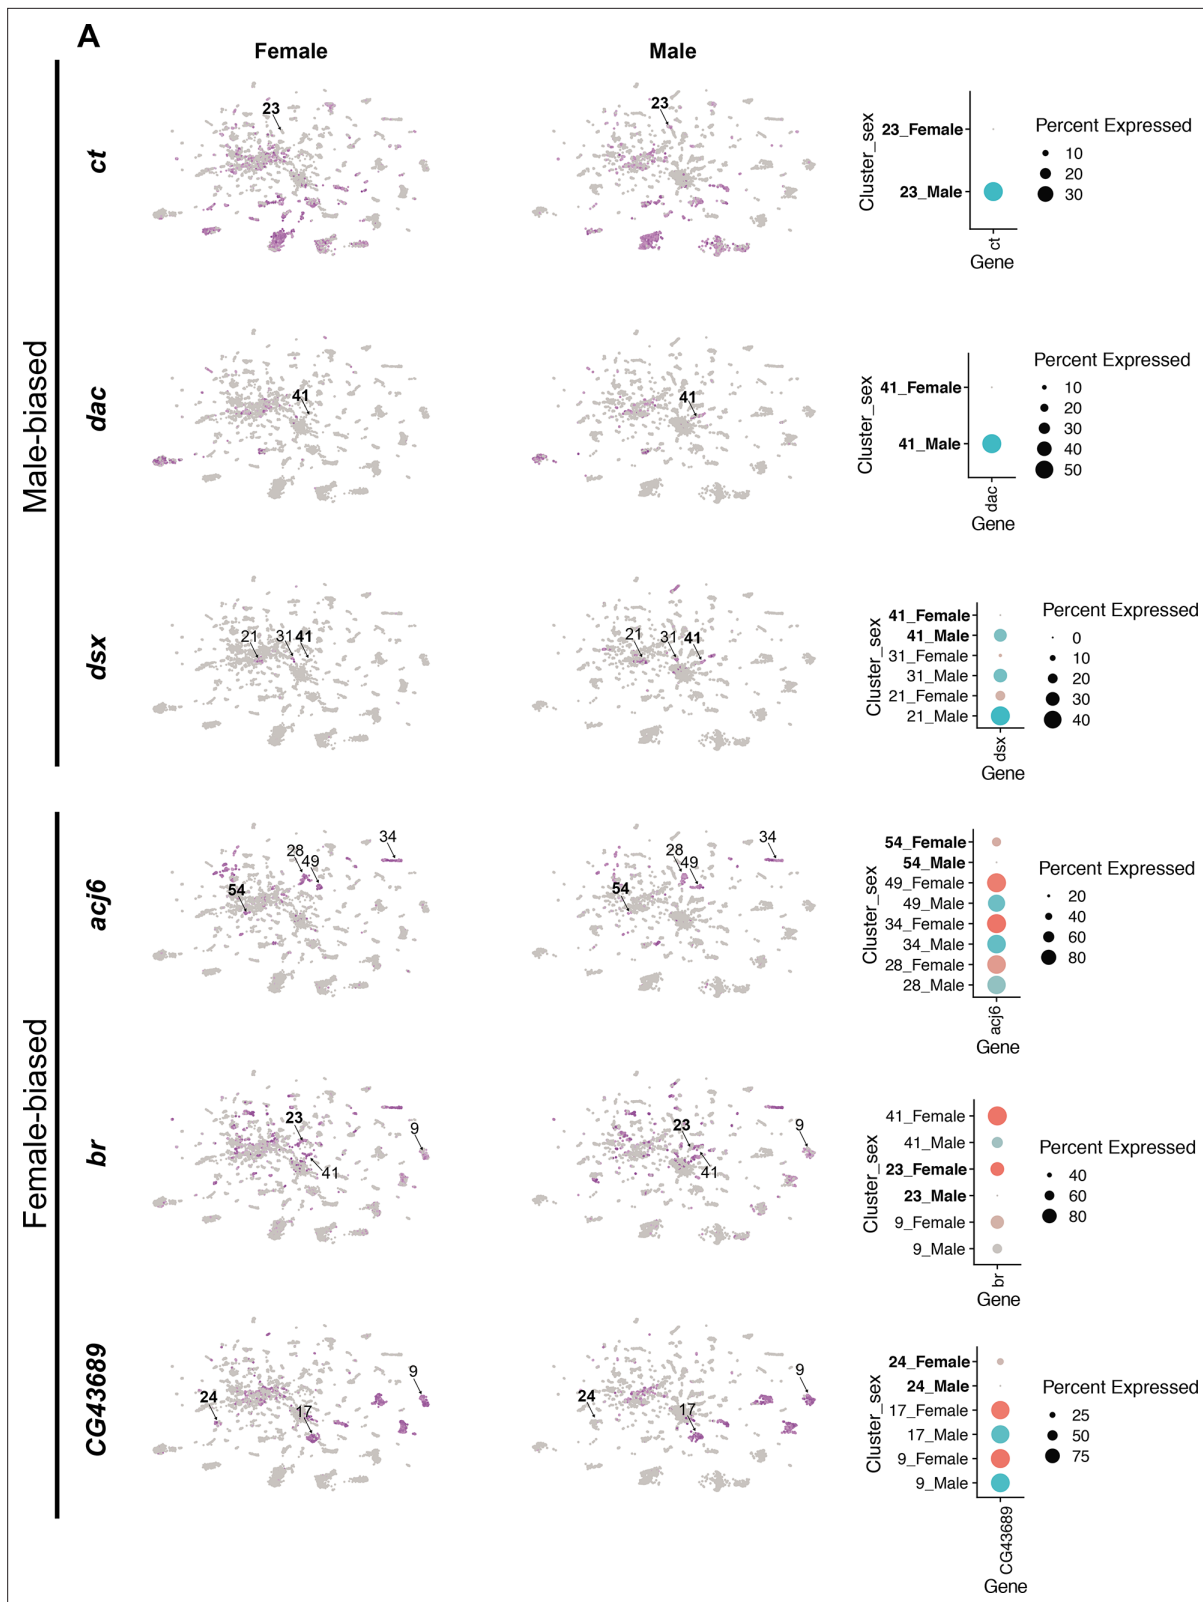 A
Female
Male
Male-biased
ct
23
23
Cluster_sex
23_Female
23_Male
ct
Gene
Percent Expressed
10
20
30
dac
41
41
Cluster_sex
41_Female
41_Male
dac
Gene
Percent Expressed
10
20
30
40
50
dsx
21
31
41
21
31
41
Cluster_sex
41_Female
41_Male
31_Female
31_Male
21_Female
21_Male
dsx
Gene
Percent Expressed
0
10
20
30
40
Female-biased
acj6
34
28
49
54
34
28
49
54
Cluster_sex
54_Female
54_Male
49_Female
49_Male
34_Female
34_Male
28_Female
28_Male
acj6
Gene
Percent Expressed
20
40
60
80
br
23
9
41
23
9
41
Cluster_sex
41_Female
41_Male
23_Female
23_Male
9_Female
9_Male
br
Gene
Percent Expressed
40
60
80
CG43689
9
24
17
9
24
17
Cluster_sex
24_Female
24_Male
17_Female
17_Male
9_Female
9_Male
CG43689
Gene
Percent Expressed
25
50
75